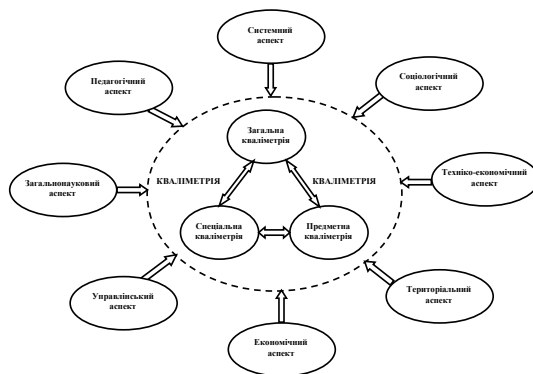 Системний
аспект
Педагогічний
аспект
Соціологічний
аспект
Загальна
кваліметрія
КВАЛІМЕТРІЯ
КВАЛІМЕТРІЯ
Загальнонауковий
аспект
Техніко-економічний
аспект
Спеціальна
кваліметрія
Предметна
кваліметрія
Управлінський
аспект
Територіальний
аспект
Економічний
аспект